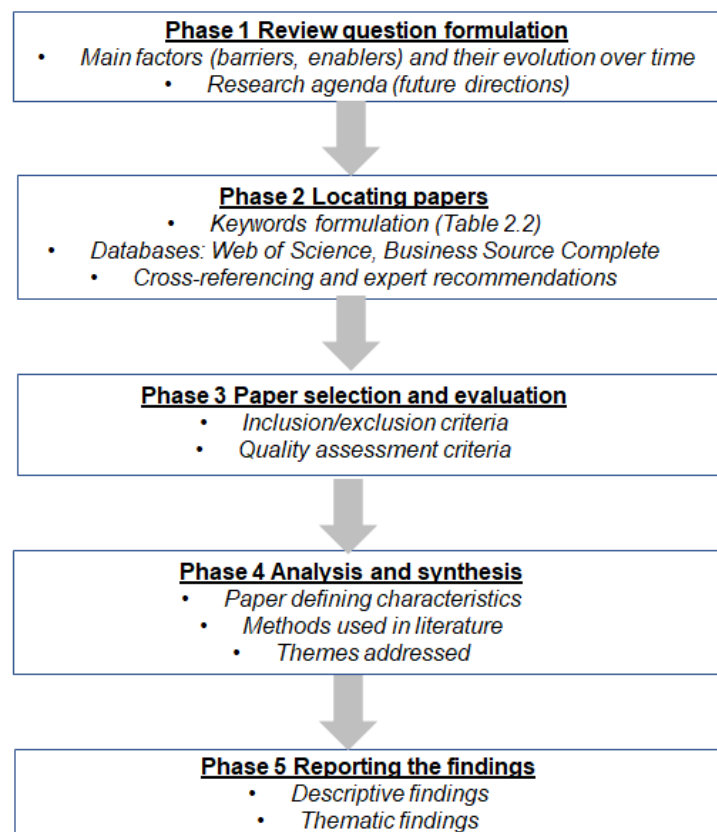 Phase 1 Review question formulation
• Main factors (barriers, enablers) and their evolution over time
• Research agenda (future directions)
Phase 2 Locating papers
• Keywords formulation (Table 2.2)
• Databases: Web of Science, Business Source Complete
• Cross-referencing and expert recommendations
Phase 3 Paper selection and evaluation
• Inclusion/exclusion criteria
• Quality assessment criteria
Phase 4 Analysis and synthesis
• Paper defining characteristics
• Methods used in literature
• Themes addressed
Phase 5 Reporting the findings
• Descriptive findings
• Thematic findings